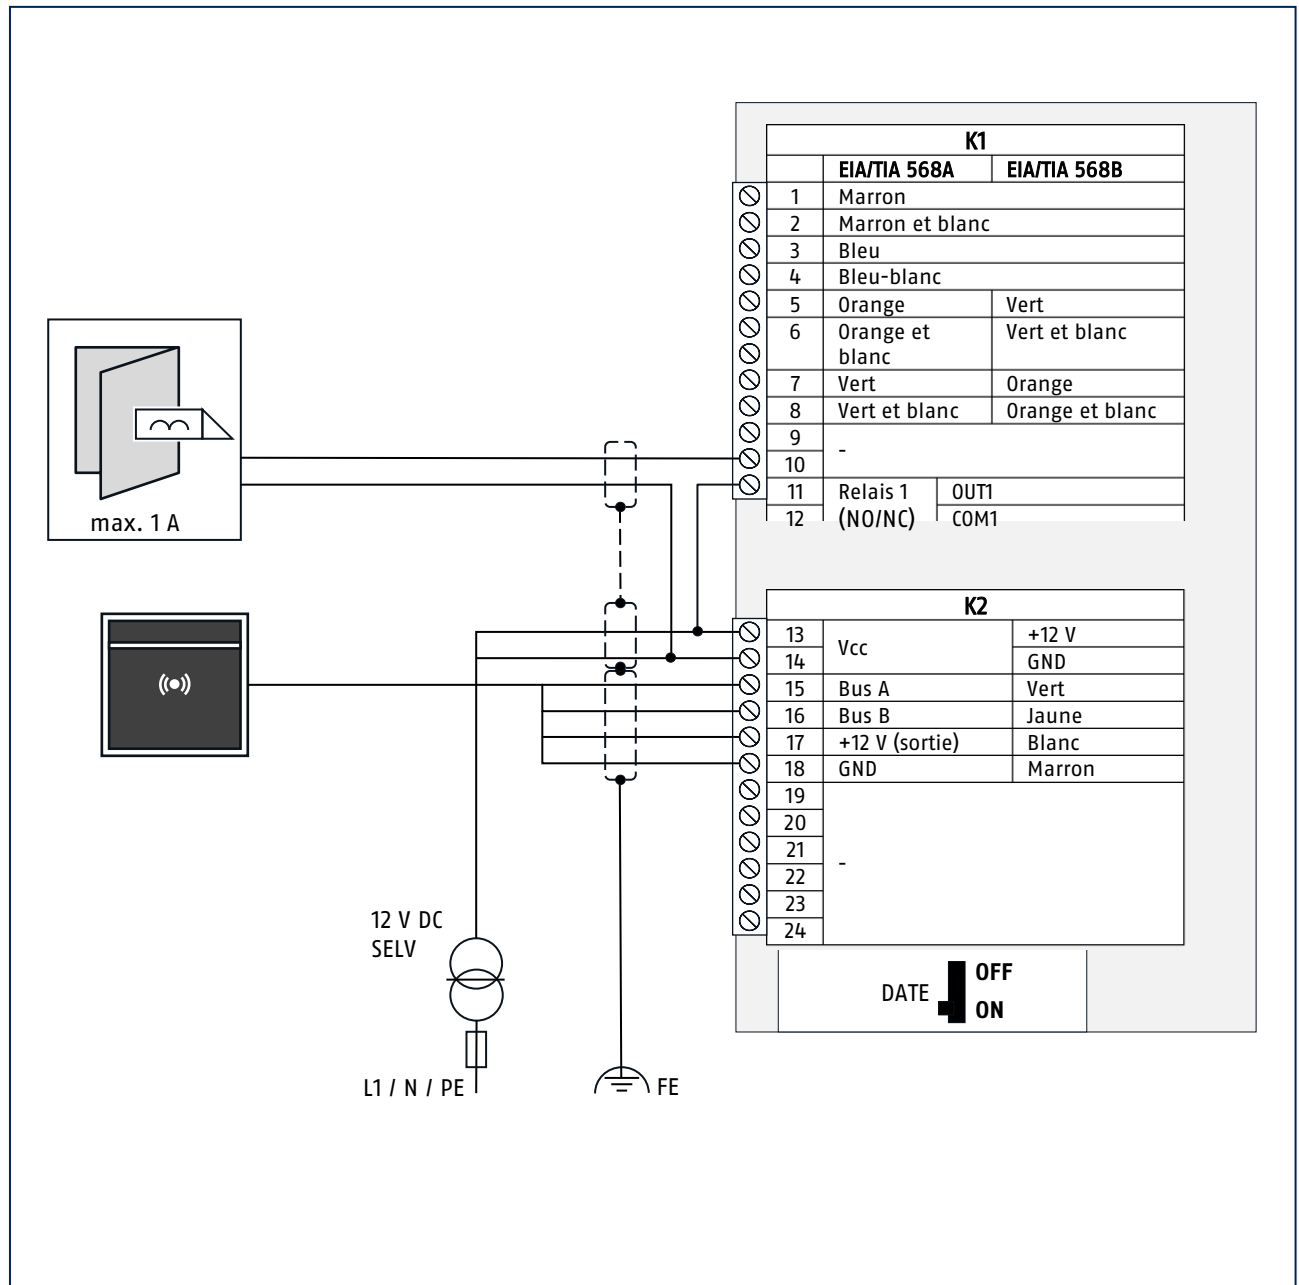 K1
EIA/TIA 568A EIA/TIA 568B
1 Marron
2 Marron et blanc
3 Bleu
4 Bleu-blanc
5 Orange Vert
6 Orange et Vert et blanc
blanc
7 Vert Orange
8 Vert et blanc Orange et blanc
9
-
10
11 Relais 1 OUT1
12 (NO/NC) COM1
max. 1 A
K2
13 Vcc +12 V
14 GND
15 Bus A Vert
16 Bus B Jaune
17 +12 V (sortie) Blanc
18 GND Marron
19
20
21
-
22
23
24
12 V DC
SELV
OFF
DATE
ON
L1 / N / PE
FE